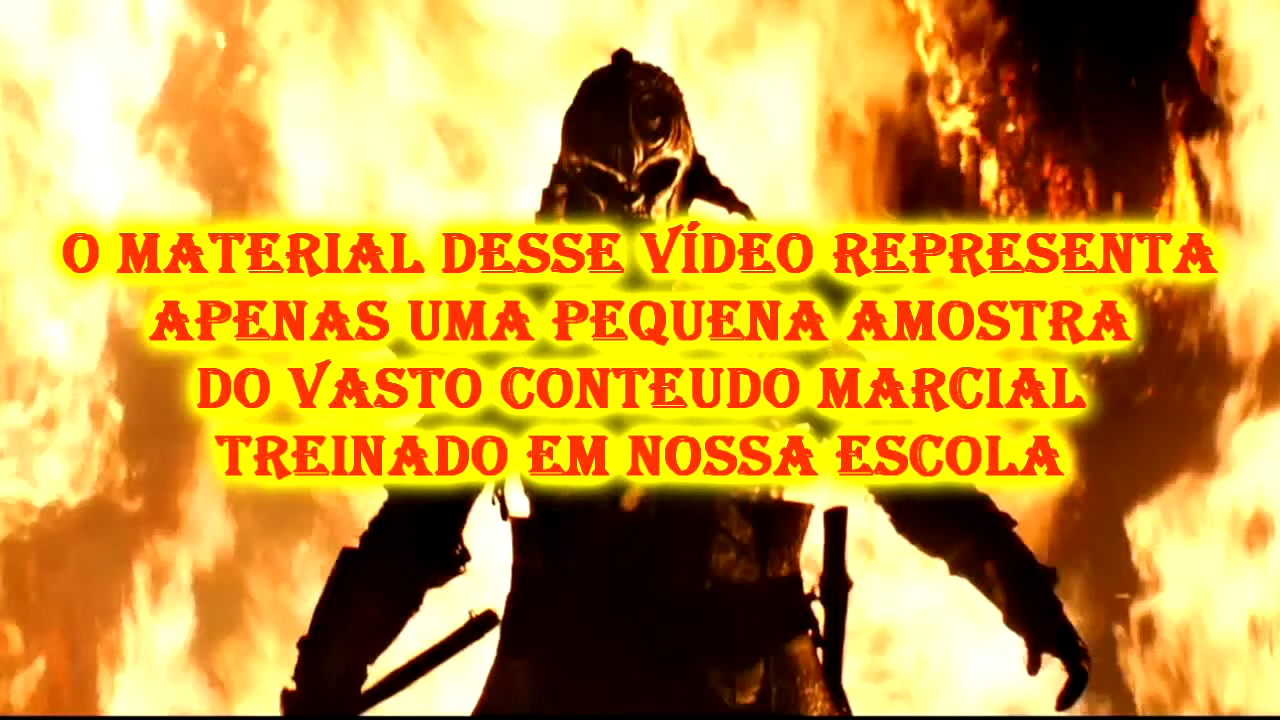 O MATERIAL DESSE VÍDEO REPRESENTA
APENAS UMA PEQUENA AMOSTRA
DO VASTO CONTEUDO MARCIAL
TREINADO EM NOSSA ESCOLA